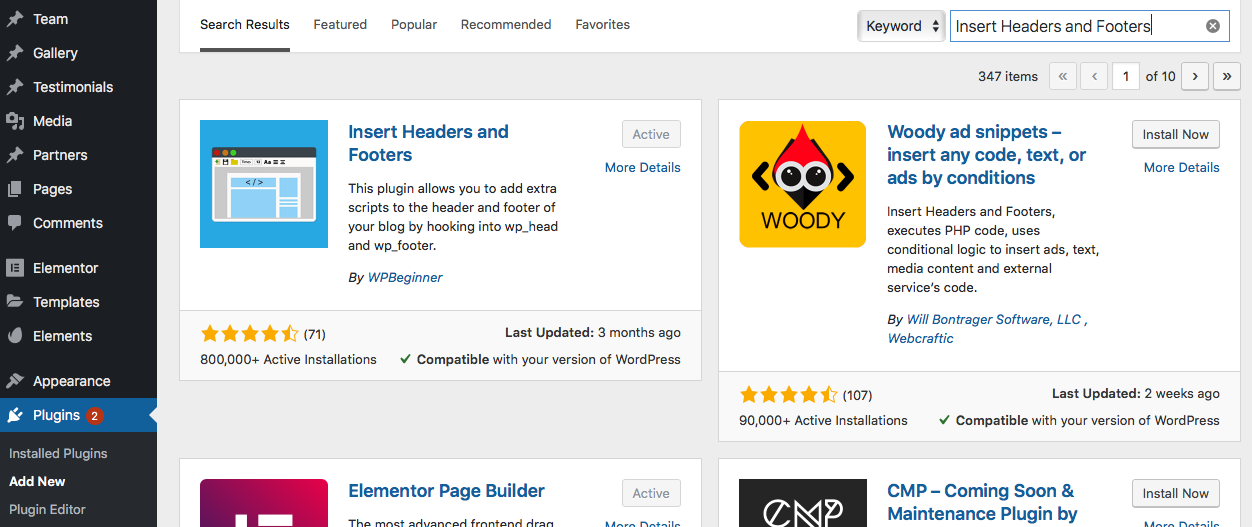 Team
Gallery
Testimonials
Media
Partners
Pages
Comments
Elementor
Templates
Elements
Appearance
Plugins 2
Installed Plugins
Add New
Plugin Editor
Search Results Featured Popular Recommended Favorites Keyword Insert Headers and Footers
347 items « ‹ 1 of 10 › »
Insert Headers and
Footers
Active
More Details
This plugin allows you to add extra
scripts to the header and footer of
your blog by hooking into wp_head
and wp_footer.
By WPBeginner
(71)
Last Updated: 3 months ago
800,000+ Active Installations
Compatible with your version of WordPress
WOODY
Woody ad snippets –
insert any code, text, or
ads by conditions
Install Now
More Details
Insert Headers and Footers,
executes PHP code, uses
conditional logic to insert ads, text,
media content and external
service's code.
By Will Bontrager Software, LLC ,
Webcraftic
(107)
Last Updated: 2 weeks ago
90,000+ Active Installations
Compatible with your version of WordPress
Elementor Page Builder
Active
The most advanced frontend drag
More Details
CMP
CMP – Coming Soon &
Maintenance Plugin by
Install Now
More Details